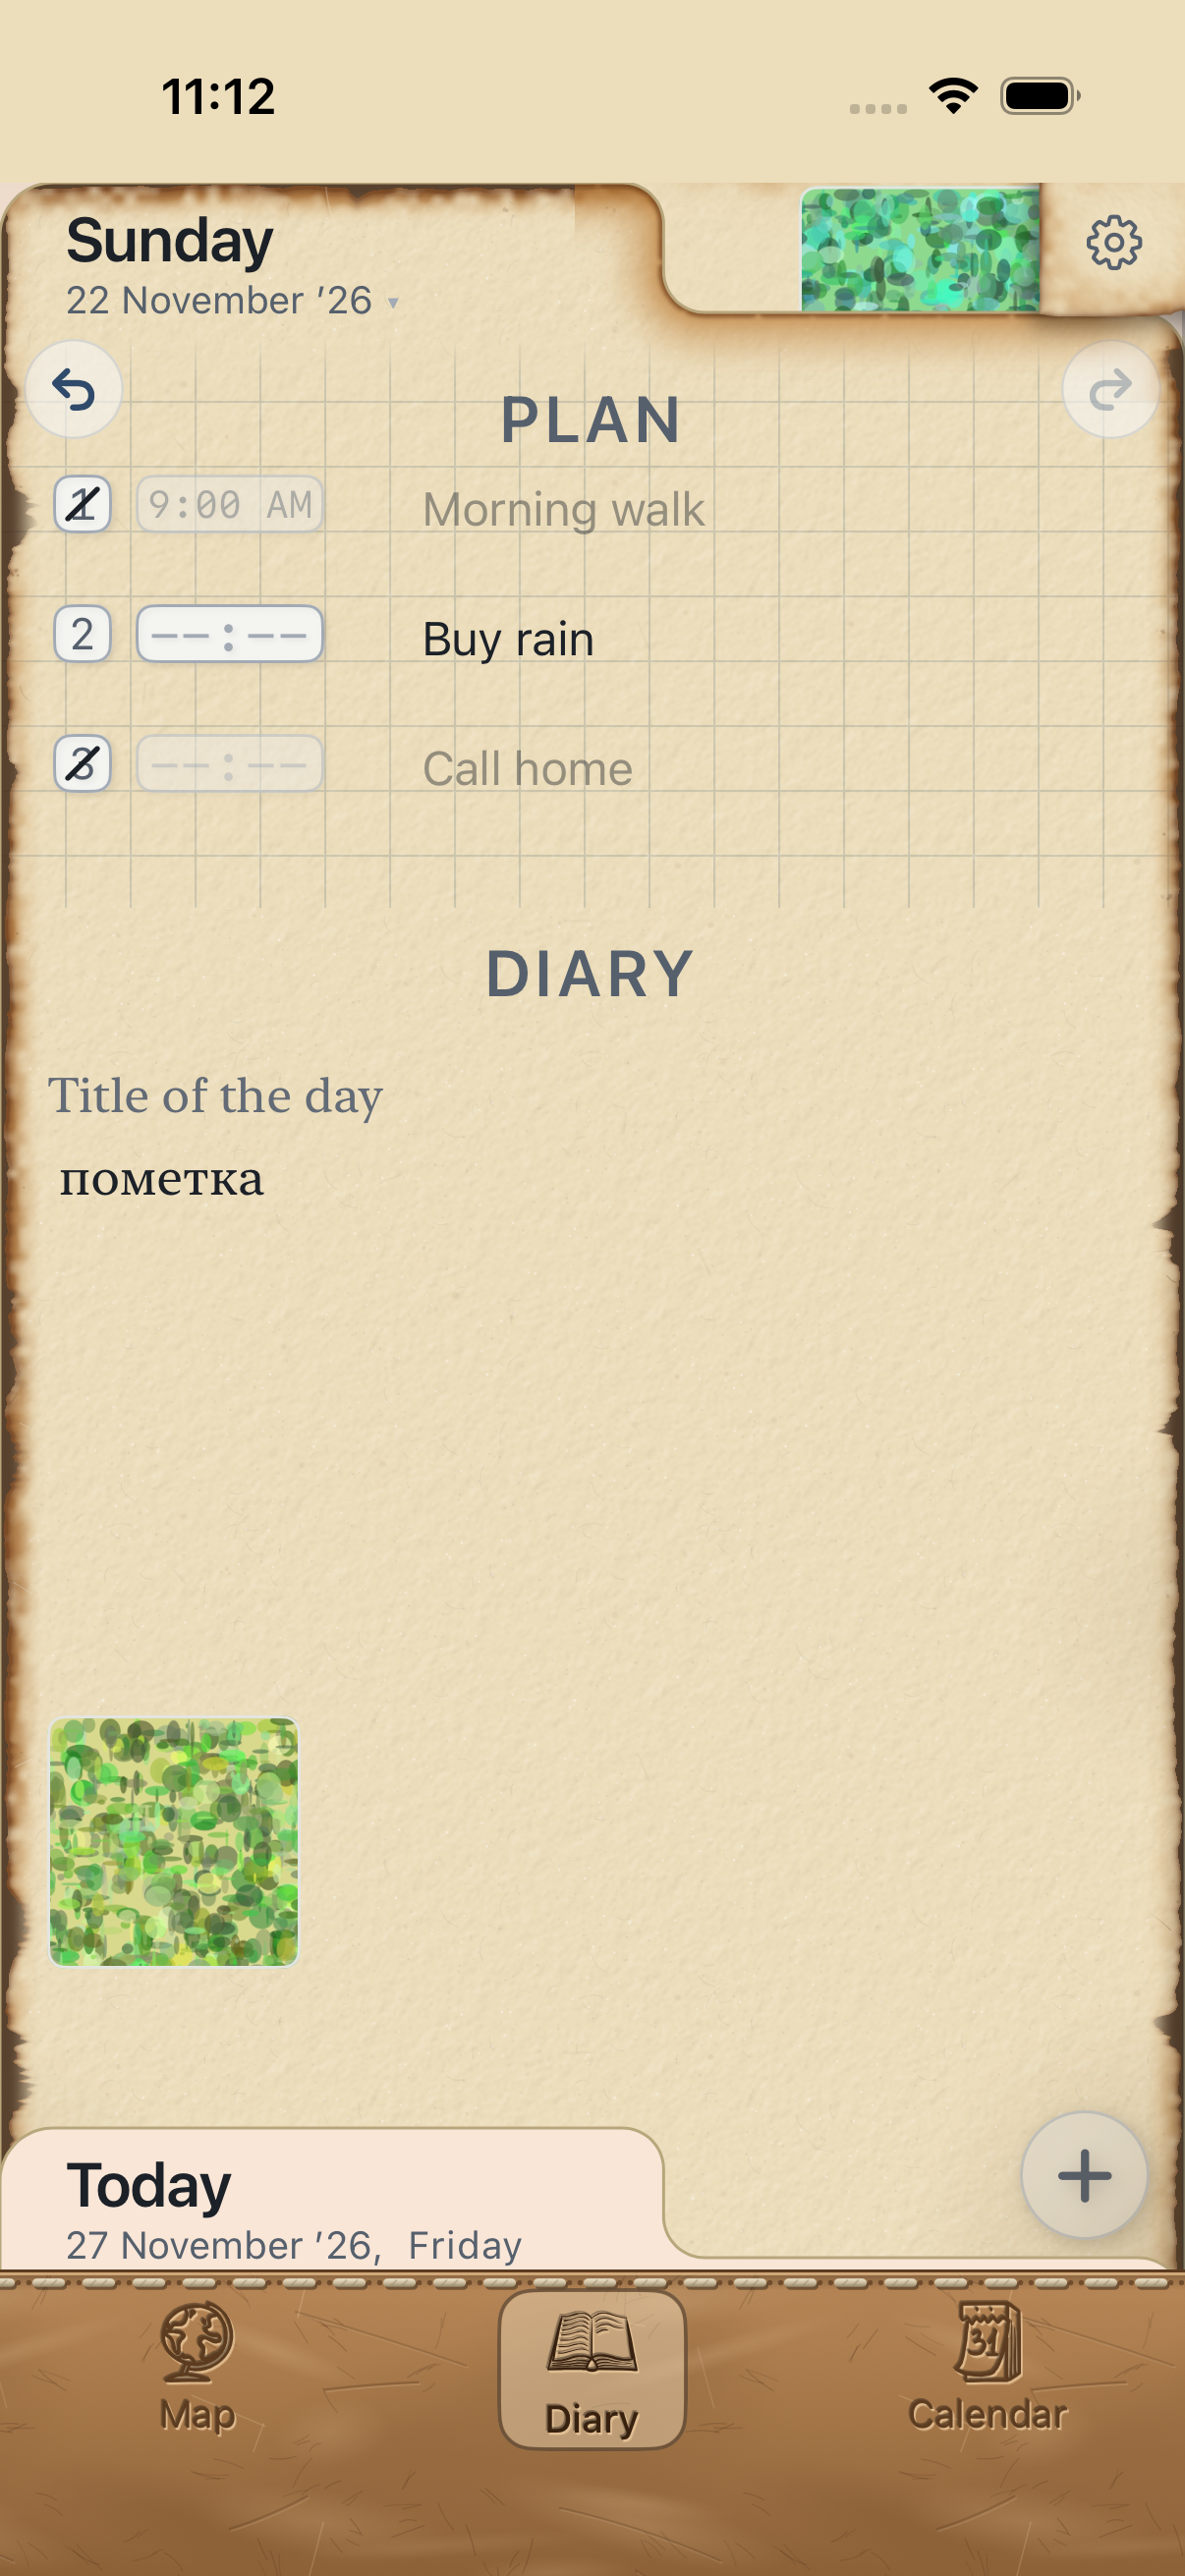 11:12
Sunday
22 November ’26 ▾
PLAN
1 9:00 AM Morning walk
2 --:-- Buy rain
3 --:-- Call home
DIARY
Title of the day
пометка
Today
27 November ’26, Friday
31
Map
Diary
Calendar